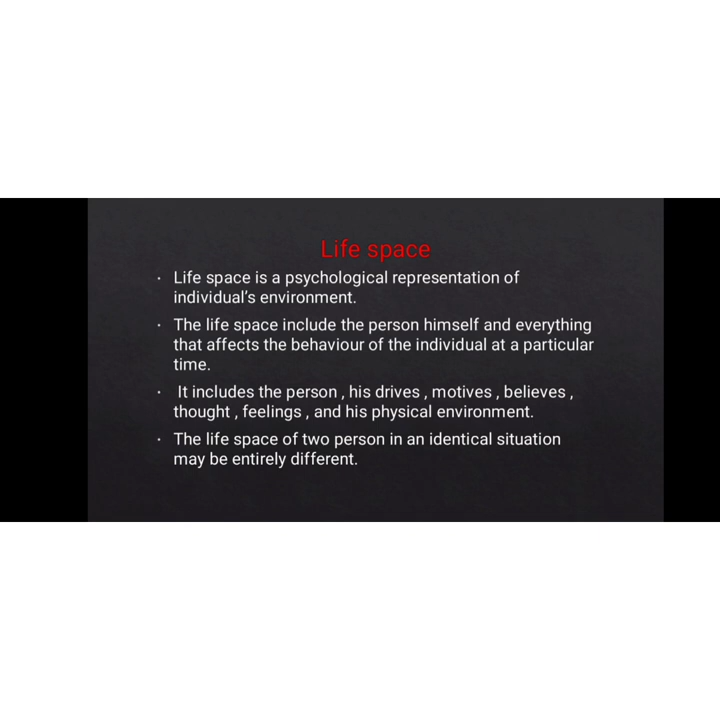 Life space
· Life space is a psychological representation of
individual's environment.
· The life space include the person himself and everything
that affects the behaviour of the individual at a particular
time.
· It includes the person , his drives , motives , believes ,
thought , feelings , and his physical environment.
· The life space of two person in an identical situation
may be entirely different.